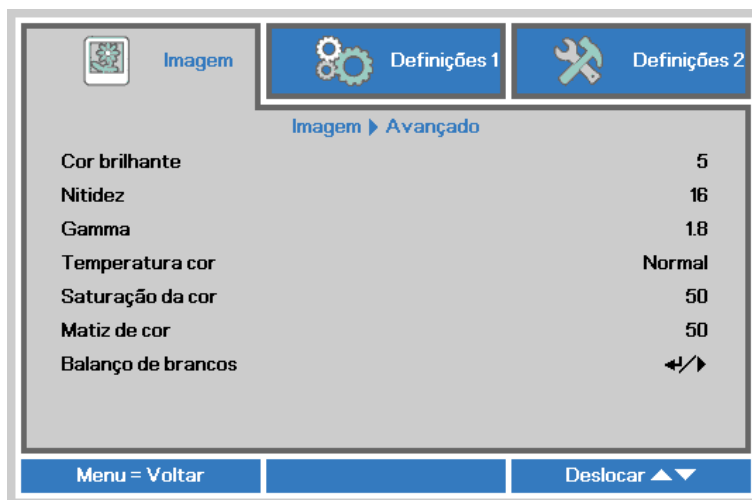 Imagem Definições 1 Definições 2
Imagem ▶ Avançado
Cor brilhante 5
Nitidez 16
Gamma 1.8
Temperatura cor Normal
Saturação da cor 50
Matiz de cor 50
Balanço de brancos ↵/▶
Menu = Voltar Deslocar ▲▼